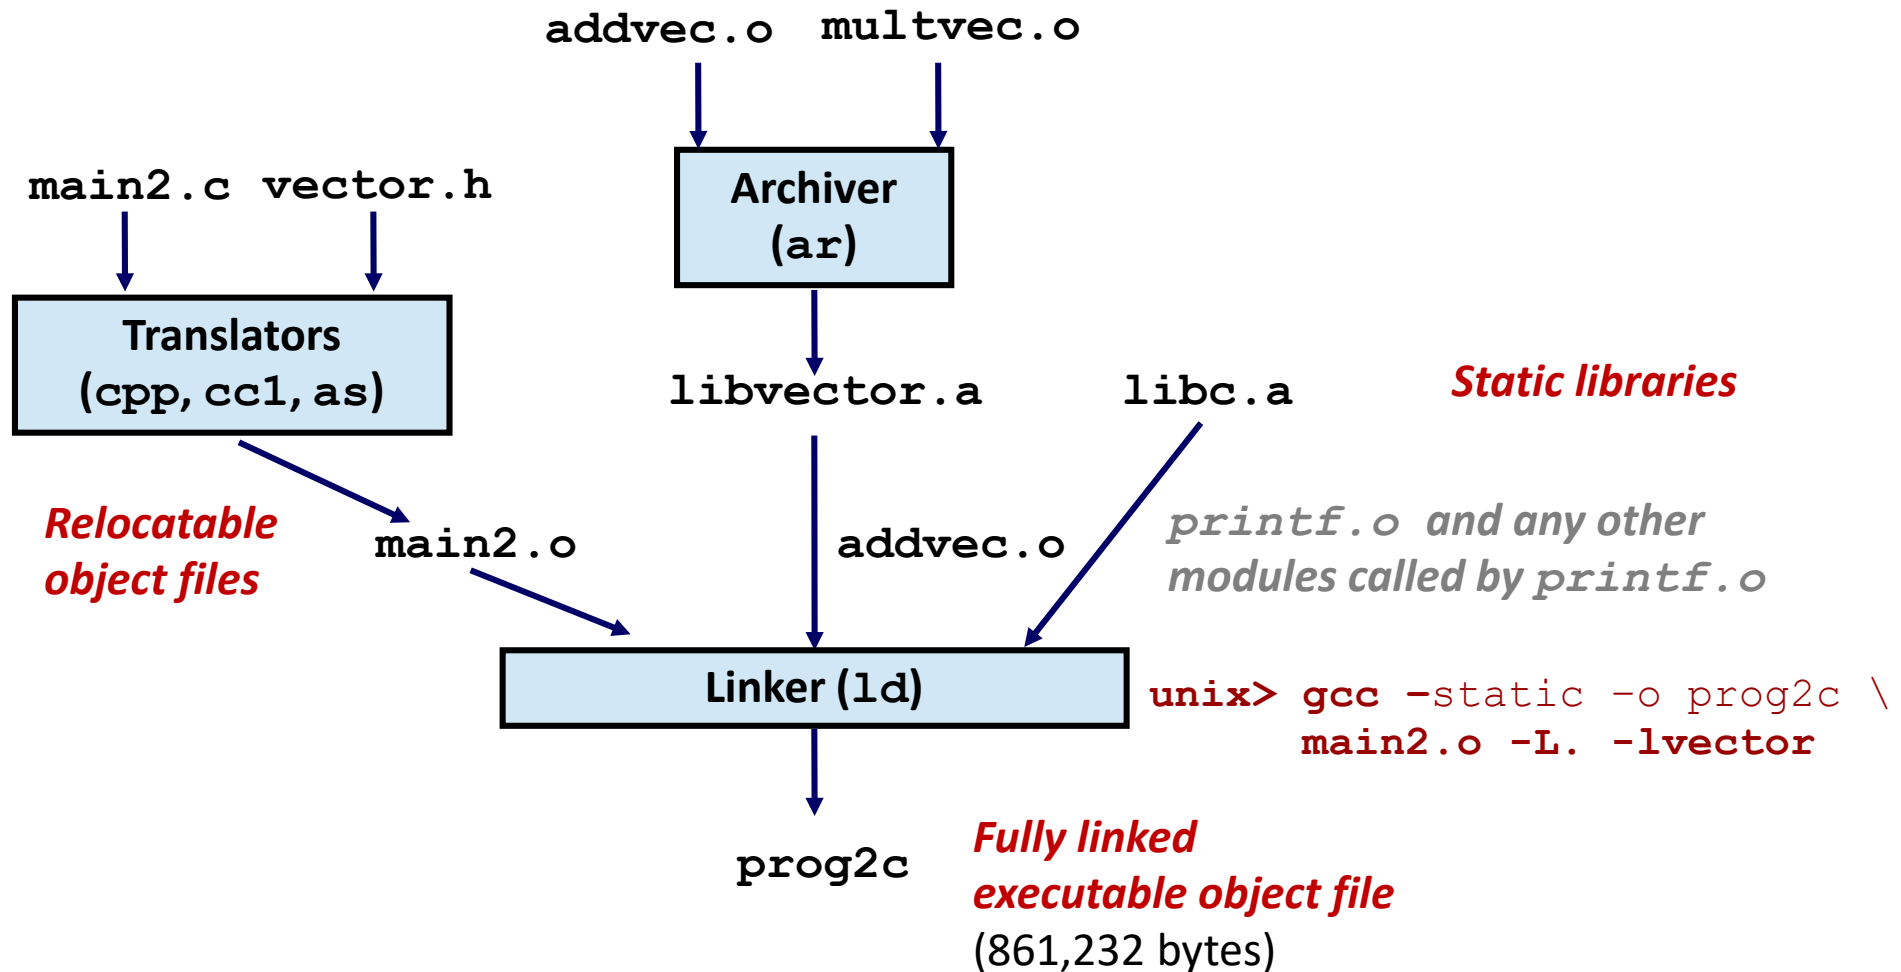 addvec.o multvec.o
main2.c vector.h
Archiver
(ar)
Translators
(cpp, cc1, as)
libvector.a libc.a Static libraries
Relocatable
object files
main2.o
addvec.o
printf.o and any other
modules called by printf.o
Linker (ld)
unix> gcc –static –o prog2c \
main2.o -L. -lvector
prog2c
Fully linked
executable object file
(861,232 bytes)